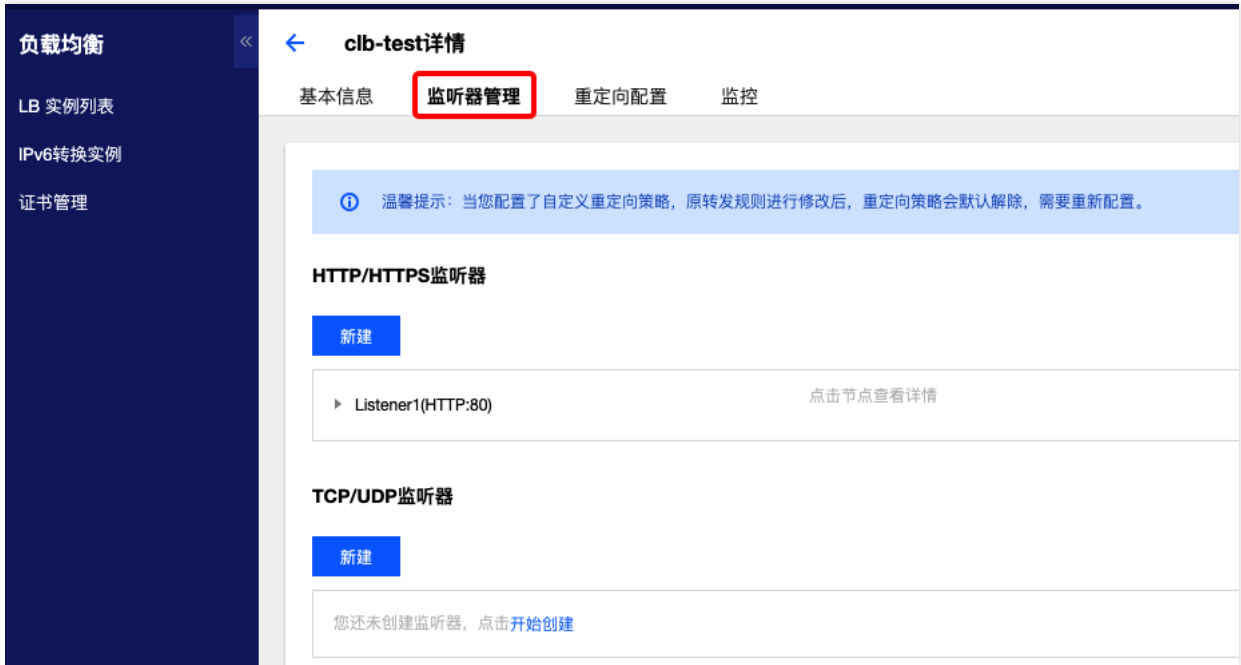 负载均衡
«
clb-test详情
LB 实例列表
IPv6转换实例
证书管理
基本信息 监听器管理 重定向配置 监控
温馨提示：当您配置了自定义重定向策略，原转发规则进行修改后，重定向策略会默认解除，需要重新配置。
HTTP/HTTPS监听器
新建
Listener1(HTTP:80)
点击节点查看详情
TCP/UDP监听器
新建
您还未创建监听器，点击开始创建